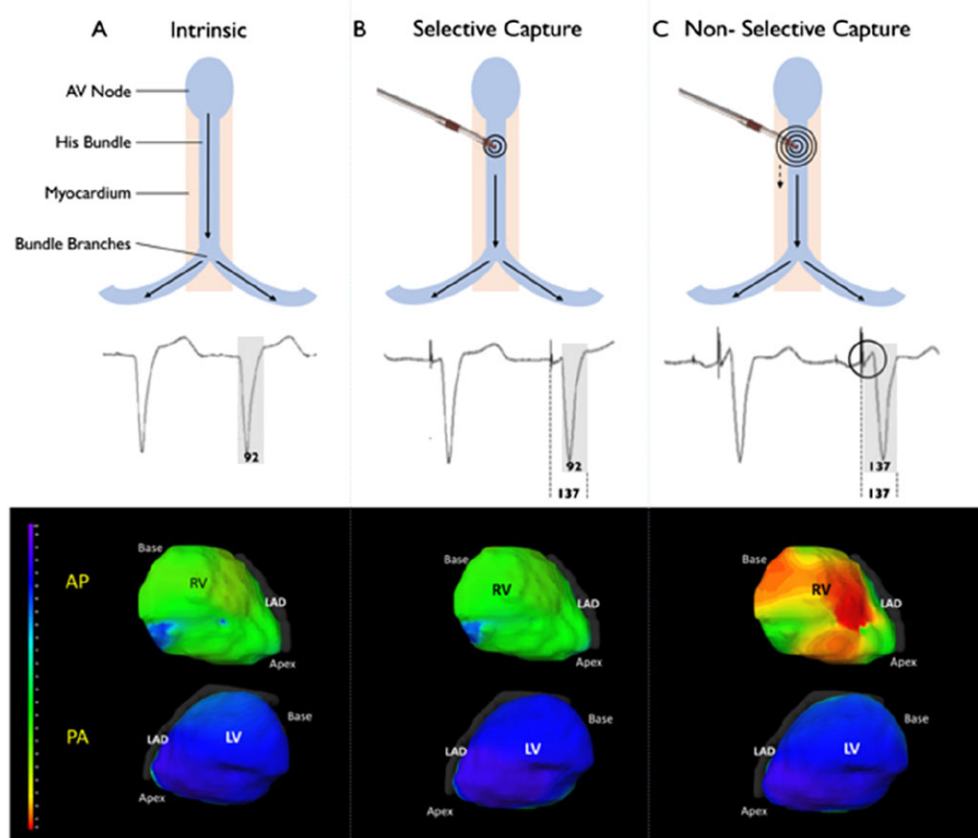 A Intrinsic
B Selective Capture
C Non- Selective Capture
AV Node
His Bundle
Myocardium
Bundle Branches
92
92
137
137
137
AP
Base
RV
LAD
Apex
Base
RV
LAD
Apex
Base
RV
LAD
Apex
PA
LAD
LV
Base
Apex
LAD
LV
Base
Apex
LAD
LV
Base
Apex